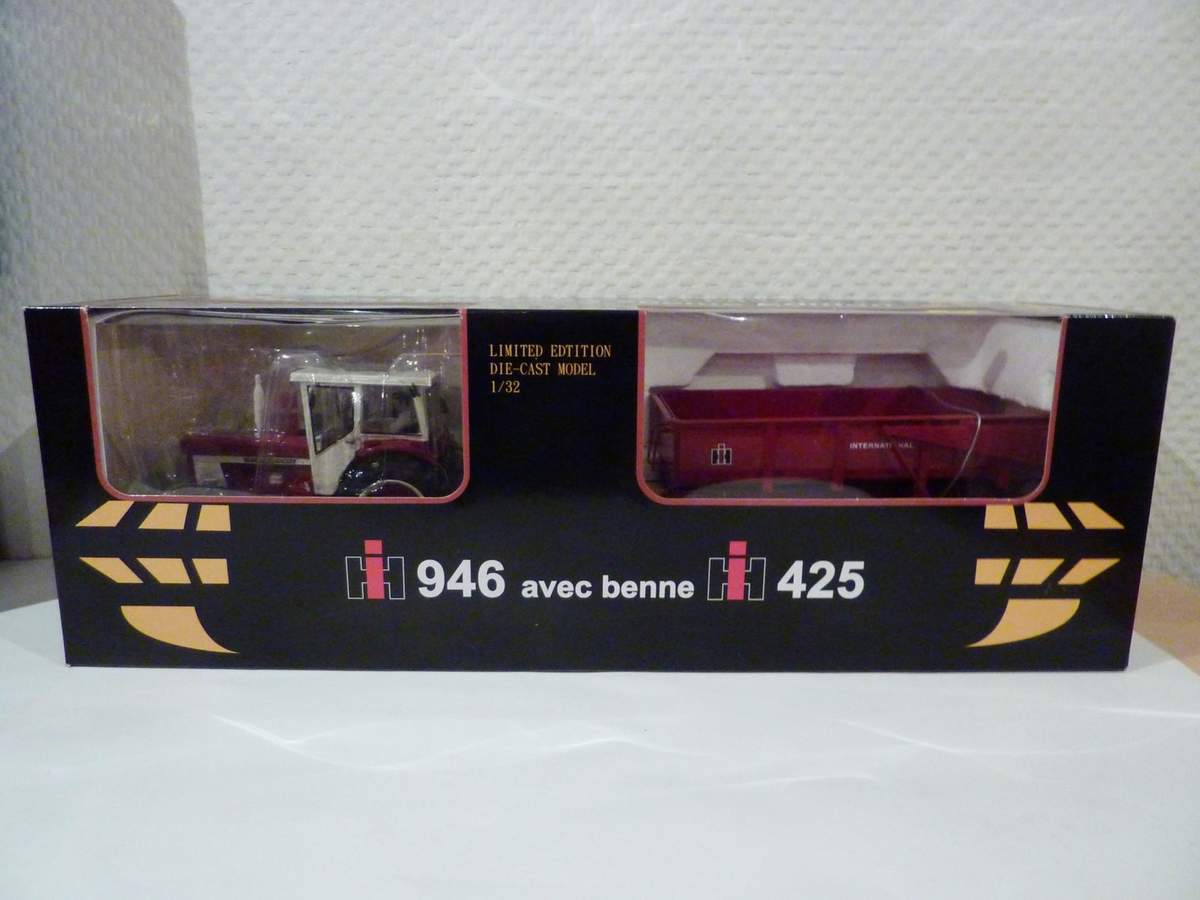 LIMITED EDTITION
DIE-CAST MODEL
1/32
INTERNATIONAL
IH 946 avec benne IH 425